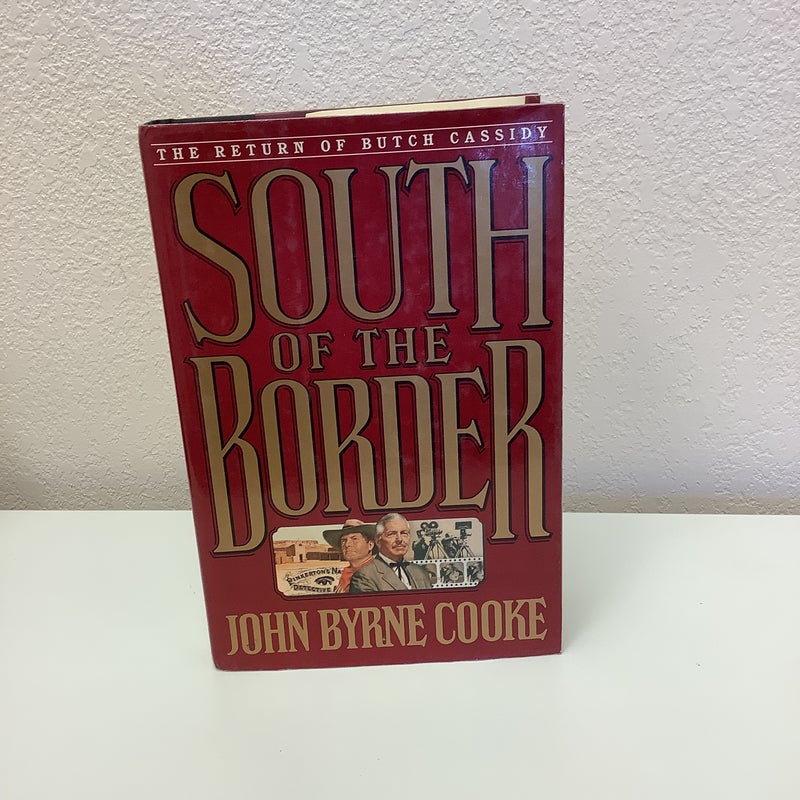 THE RETURN OF BUTCH CASSIDY
SOUTH
OF THE
BORDER
PINKERTON'S NA
DETECTIVE
JOHN BYRNE COOKE